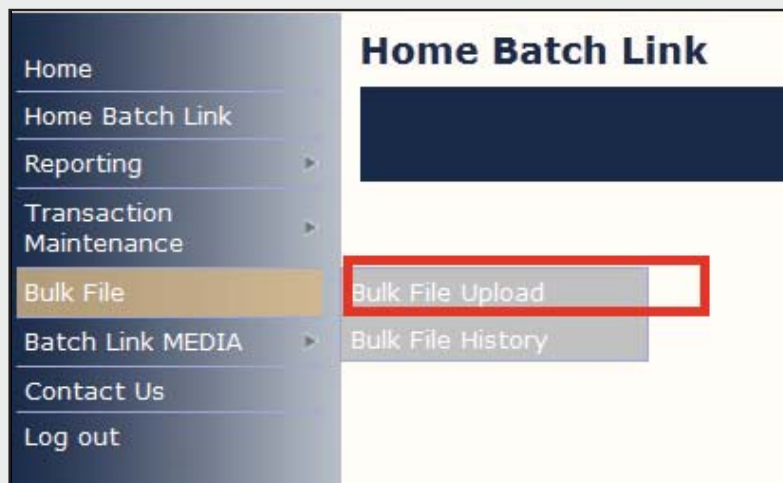 Home Batch Link
Home
Home Batch Link
Reporting
Transaction
Maintenance
Bulk File
Bulk File Upload
Bulk File History
Batch Link MEDIA
Contact Us
Log out